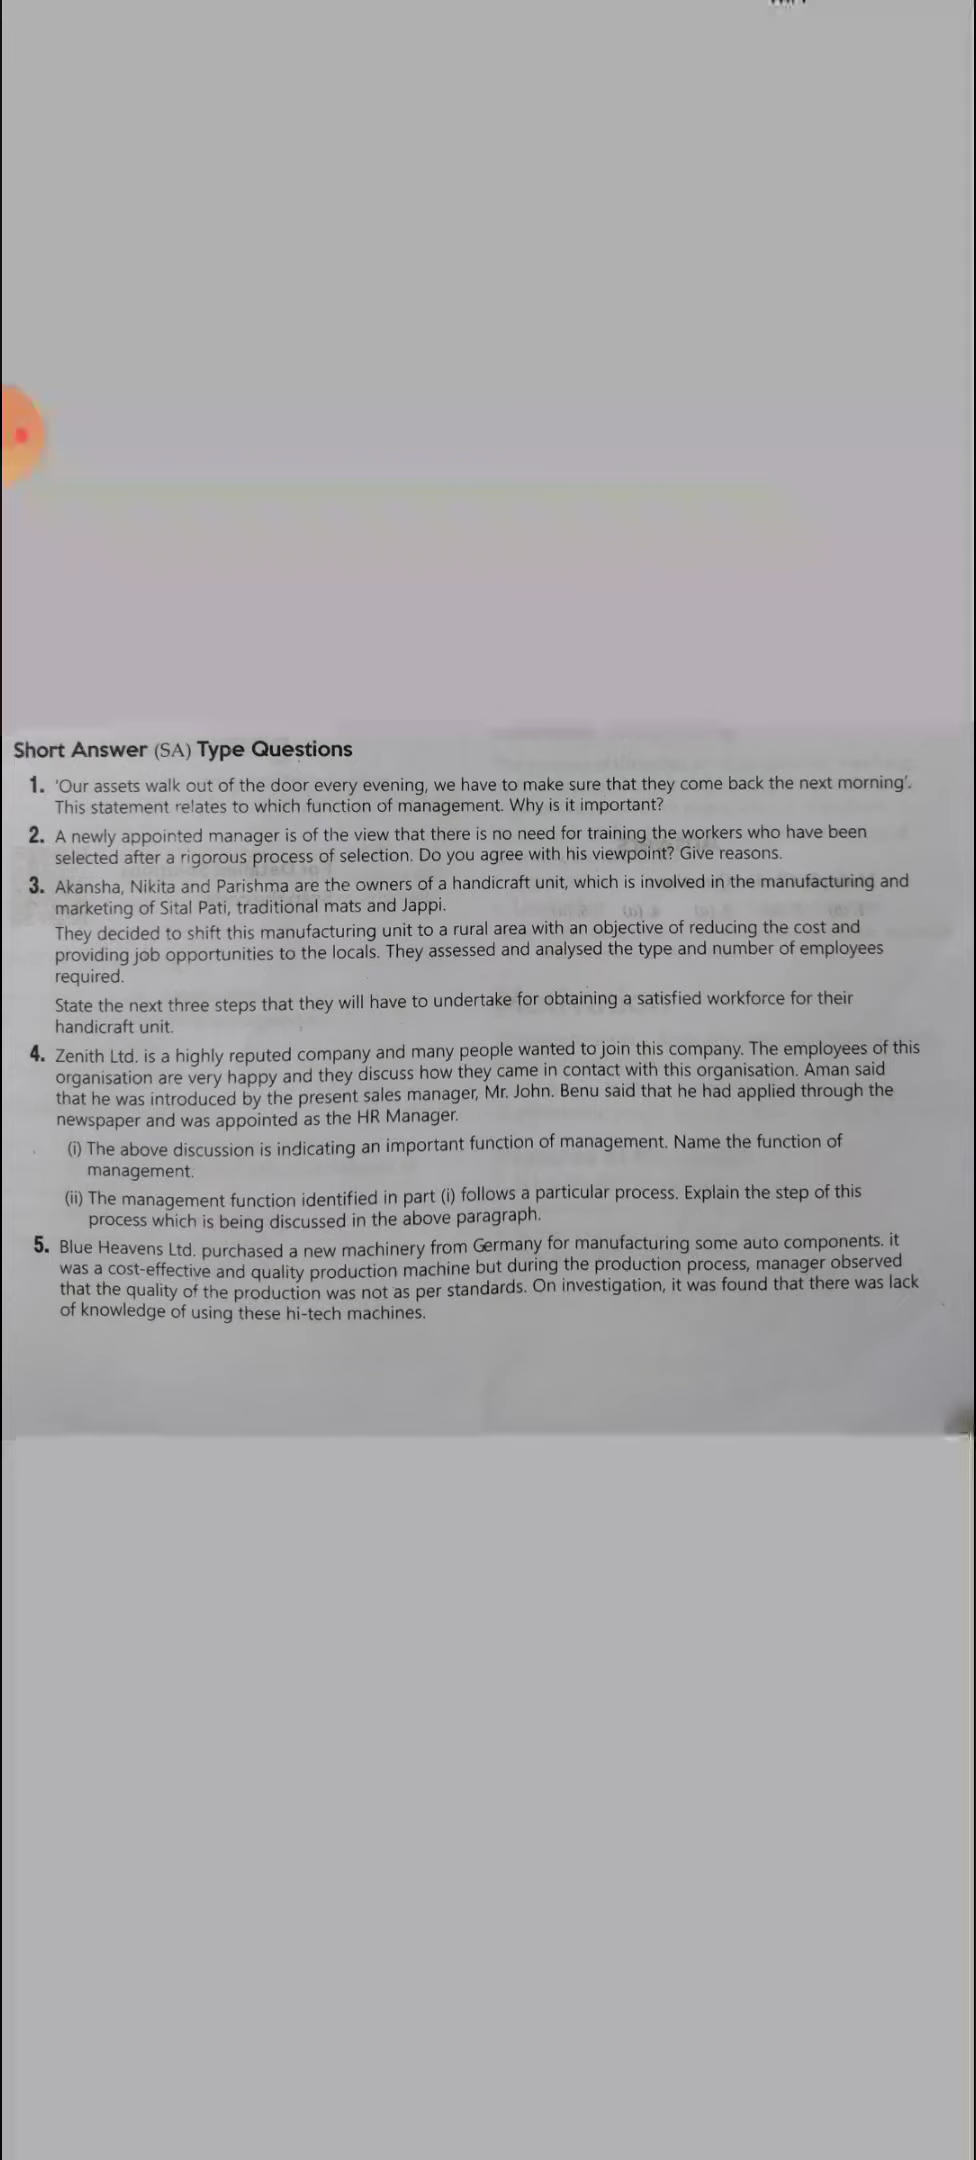 Short Answer (SA) Type Questions
1. 'Our assets walk out of the door every evening, we have to make sure that they come back the next morning'.
This statement relates to which function of management. Why is it important?
2. A newly appointed manager is of the view that there is no need for training the workers who have been
selected after a rigorous process of selection. Do you agree with his viewpoint? Give reasons.
3. Akansha, Nikita and Parishma are the owners of a handicraft unit, which is involved in the manufacturing and
marketing of Sital Pati, traditional mats and Jappi.
They decided to shift this manufacturing unit to a rural area with an objective of reducing the cost and
providing job opportunities to the locals. They assessed and analysed the type and number of employees
required.
State the next three steps that they will have to undertake for obtaining a satisfied workforce for their
handicraft unit.
4. Zenith Ltd. is a highly reputed company and many people wanted to join this company. The employees of this
organisation are very happy and they discuss how they came in contact with this organisation. Aman said
that he was introduced by the present sales manager, Mr. John. Benu said that he had applied through the
newspaper and was appointed as the HR Manager.
(i) The above discussion is indicating an important function of management. Name the function of
management.
(ii) The management function identified in part (i) follows a particular process. Explain the step of this
process which is being discussed in the above paragraph.
5. Blue Heavens Ltd. purchased a new machinery from Germany for manufacturing some auto components. it
was a cost-effective and quality production machine but during the production process, manager observed
that the quality of the production was not as per standards. On investigation, it was found that there was lack
of knowledge of using these hi-tech machines.